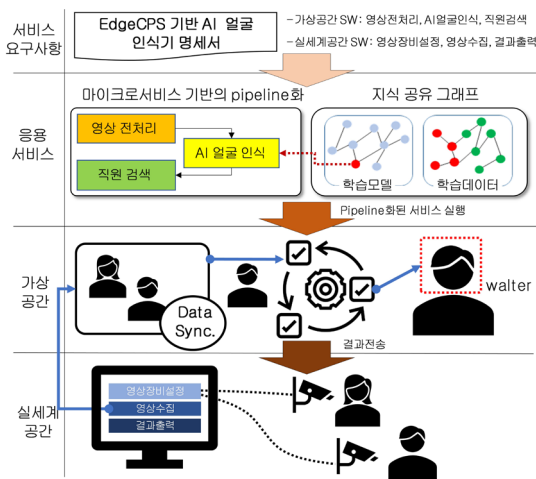 서비스
요구사항
EdgeCPS 기반 AI 얼굴
인식기 명세서
-가상공간 SW: 영상전처리, AI얼굴인식, 직원검색
-실세계공간 SW: 영상장비설정, 영상수집, 결과출력
응용
서비스
마이크로서비스 기반의 pipeline화
영상 전처리
AI 얼굴 인식
직원 검색
지식 공유 그래프
학습모델
학습데이터
Pipeline화된 서비스 실행
가상
공간
Data
Sync.
walter
결과전송
실세계
공간
영상장비설정
영상수집
결과출력